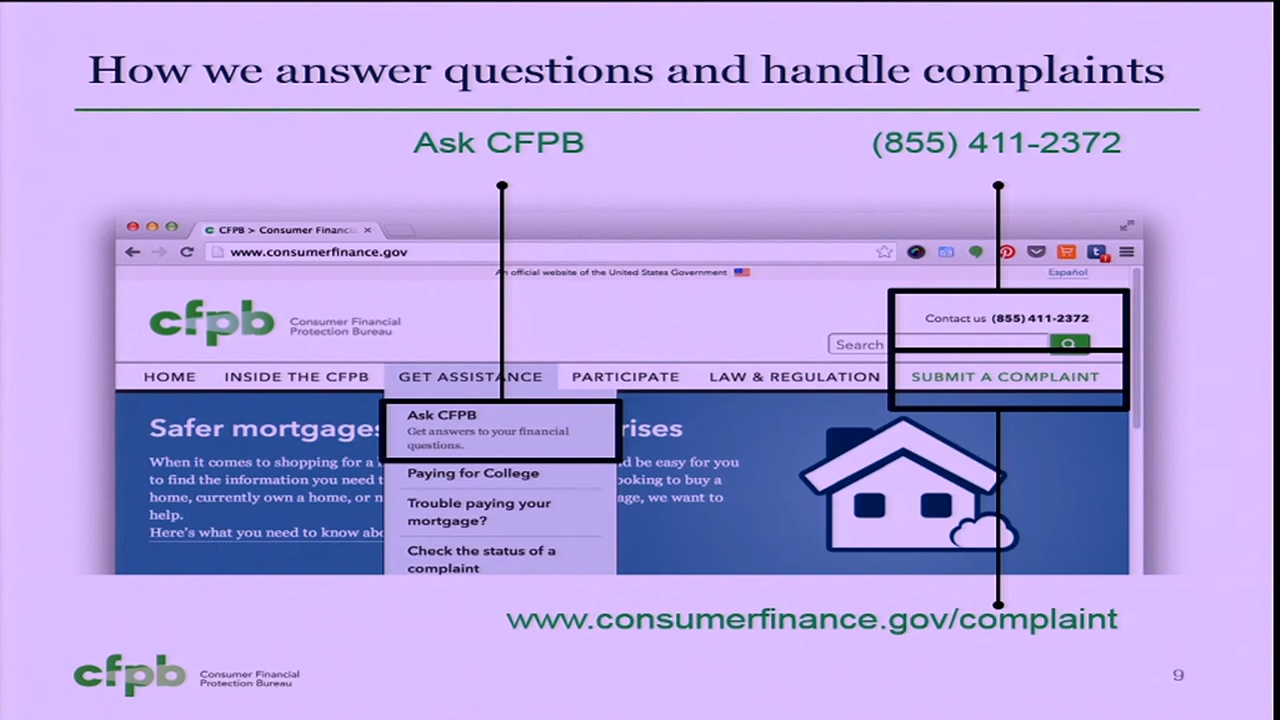 How we answer questions and handle complaints
Ask CFPB
(855) 411-2372
CFPB > Consumer Financia
www.consumerfinance.gov
An official website of the United States Government
Español
cfpb Consumer Financial
Protection Bureau
Contact us (855) 411-2372
Search
HOME
INSIDE THE CFPB
GET ASSISTANCE
PARTICIPATE
LAW & REGULATION
SUBMIT A COMPLAINT
Ask CFPB
Get answers to your financial
questions.
Paying for College
Trouble paying your
mortgage?
Check the status of a
complaint
Safer mortgages
rises
When it comes to shopping for a
to find the information you need
home, currently own a home, or
help.
Here's what you need to know
be easy for you
looking to buy a
we want to
www.consumerfinance.gov/complaint
cfpb Consumer Financial
Protection Bureau
9